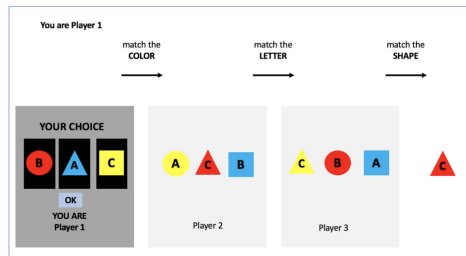 You are Player 1
match the
COLOR
match the
LETTER
match the
SHAPE
YOUR CHOICE
B A C
OK
YOU ARE
Player 1
A C B
Player 2
C B A
Player 3
C